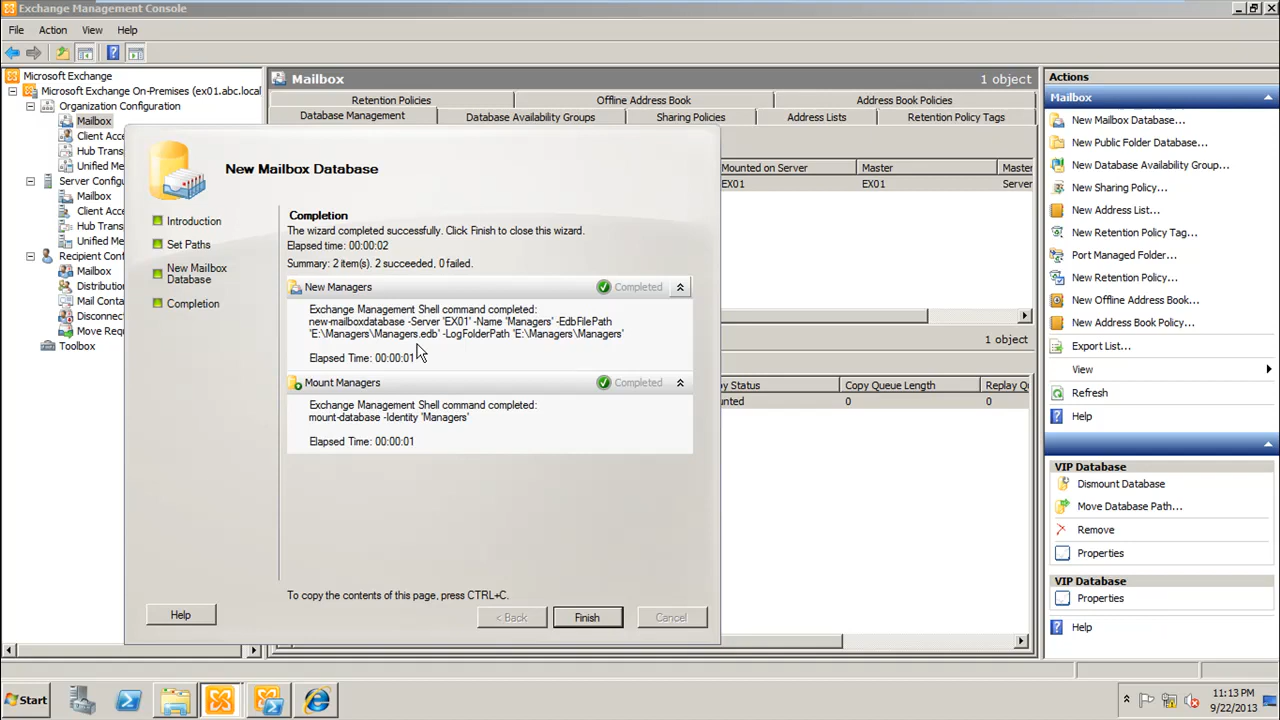 Exchange Management Console
File Action View Help
Microsoft Exchange
Microsoft Exchange On-Premises (ex01.abc.local
Organization Configuration
Mailbox
Client Acce
Hub Trans
Unified Me
Server Configu
Mailbox
Client Acce
Hub Trans
Unified Me
Recipient Conf
Mailbox
Distribution
Mail Conta
Disconnect
Move Requ
Toolbox
Mailbox 1 object
Retention Policies Offline Address Book Address Book Policies
Database Management Database Availability Groups Sharing Policies Address Lists Retention Policy Tags
Mounted on Server Master Master
EX01 EX01 Server
1 object
py Status Copy Queue Length Replay Q
unted 0 0
New Mailbox Database
Introduction
Set Paths
New Mailbox
Database
Completion
Completion
The wizard completed successfully. Click Finish to close this wizard.
Elapsed time: 00:00:02
Summary: 2 item(s). 2 succeeded, 0 failed.
New Managers Completed
Exchange Management Shell command completed:
new-mailboxdatabase -Server 'EX01' -Name 'Managers' -EdbFilePath
'E:\Managers\Managers.edb' -LogFolderPath 'E:\Managers\Managers'
Elapsed Time: 00:00:01
Mount Managers Completed
Exchange Management Shell command completed:
mount-database -Identity 'Managers'
Elapsed Time: 00:00:01
To copy the contents of this page, press CTRL+C.
Help < Back Finish Cancel
Actions
Mailbox
New Mailbox Database...
New Public Folder Database...
New Database Availability Group...
New Sharing Policy...
New Address List...
New Retention Policy Tag...
Port Managed Folder...
New Retention Policy...
New Offline Address Book...
New Address Book Policy...
Export List...
View
Refresh
Help
VIP Database
Dismount Database
Move Database Path...
Remove
Properties
VIP Database
Properties
Help
Start
11:13 PM
9/22/2013